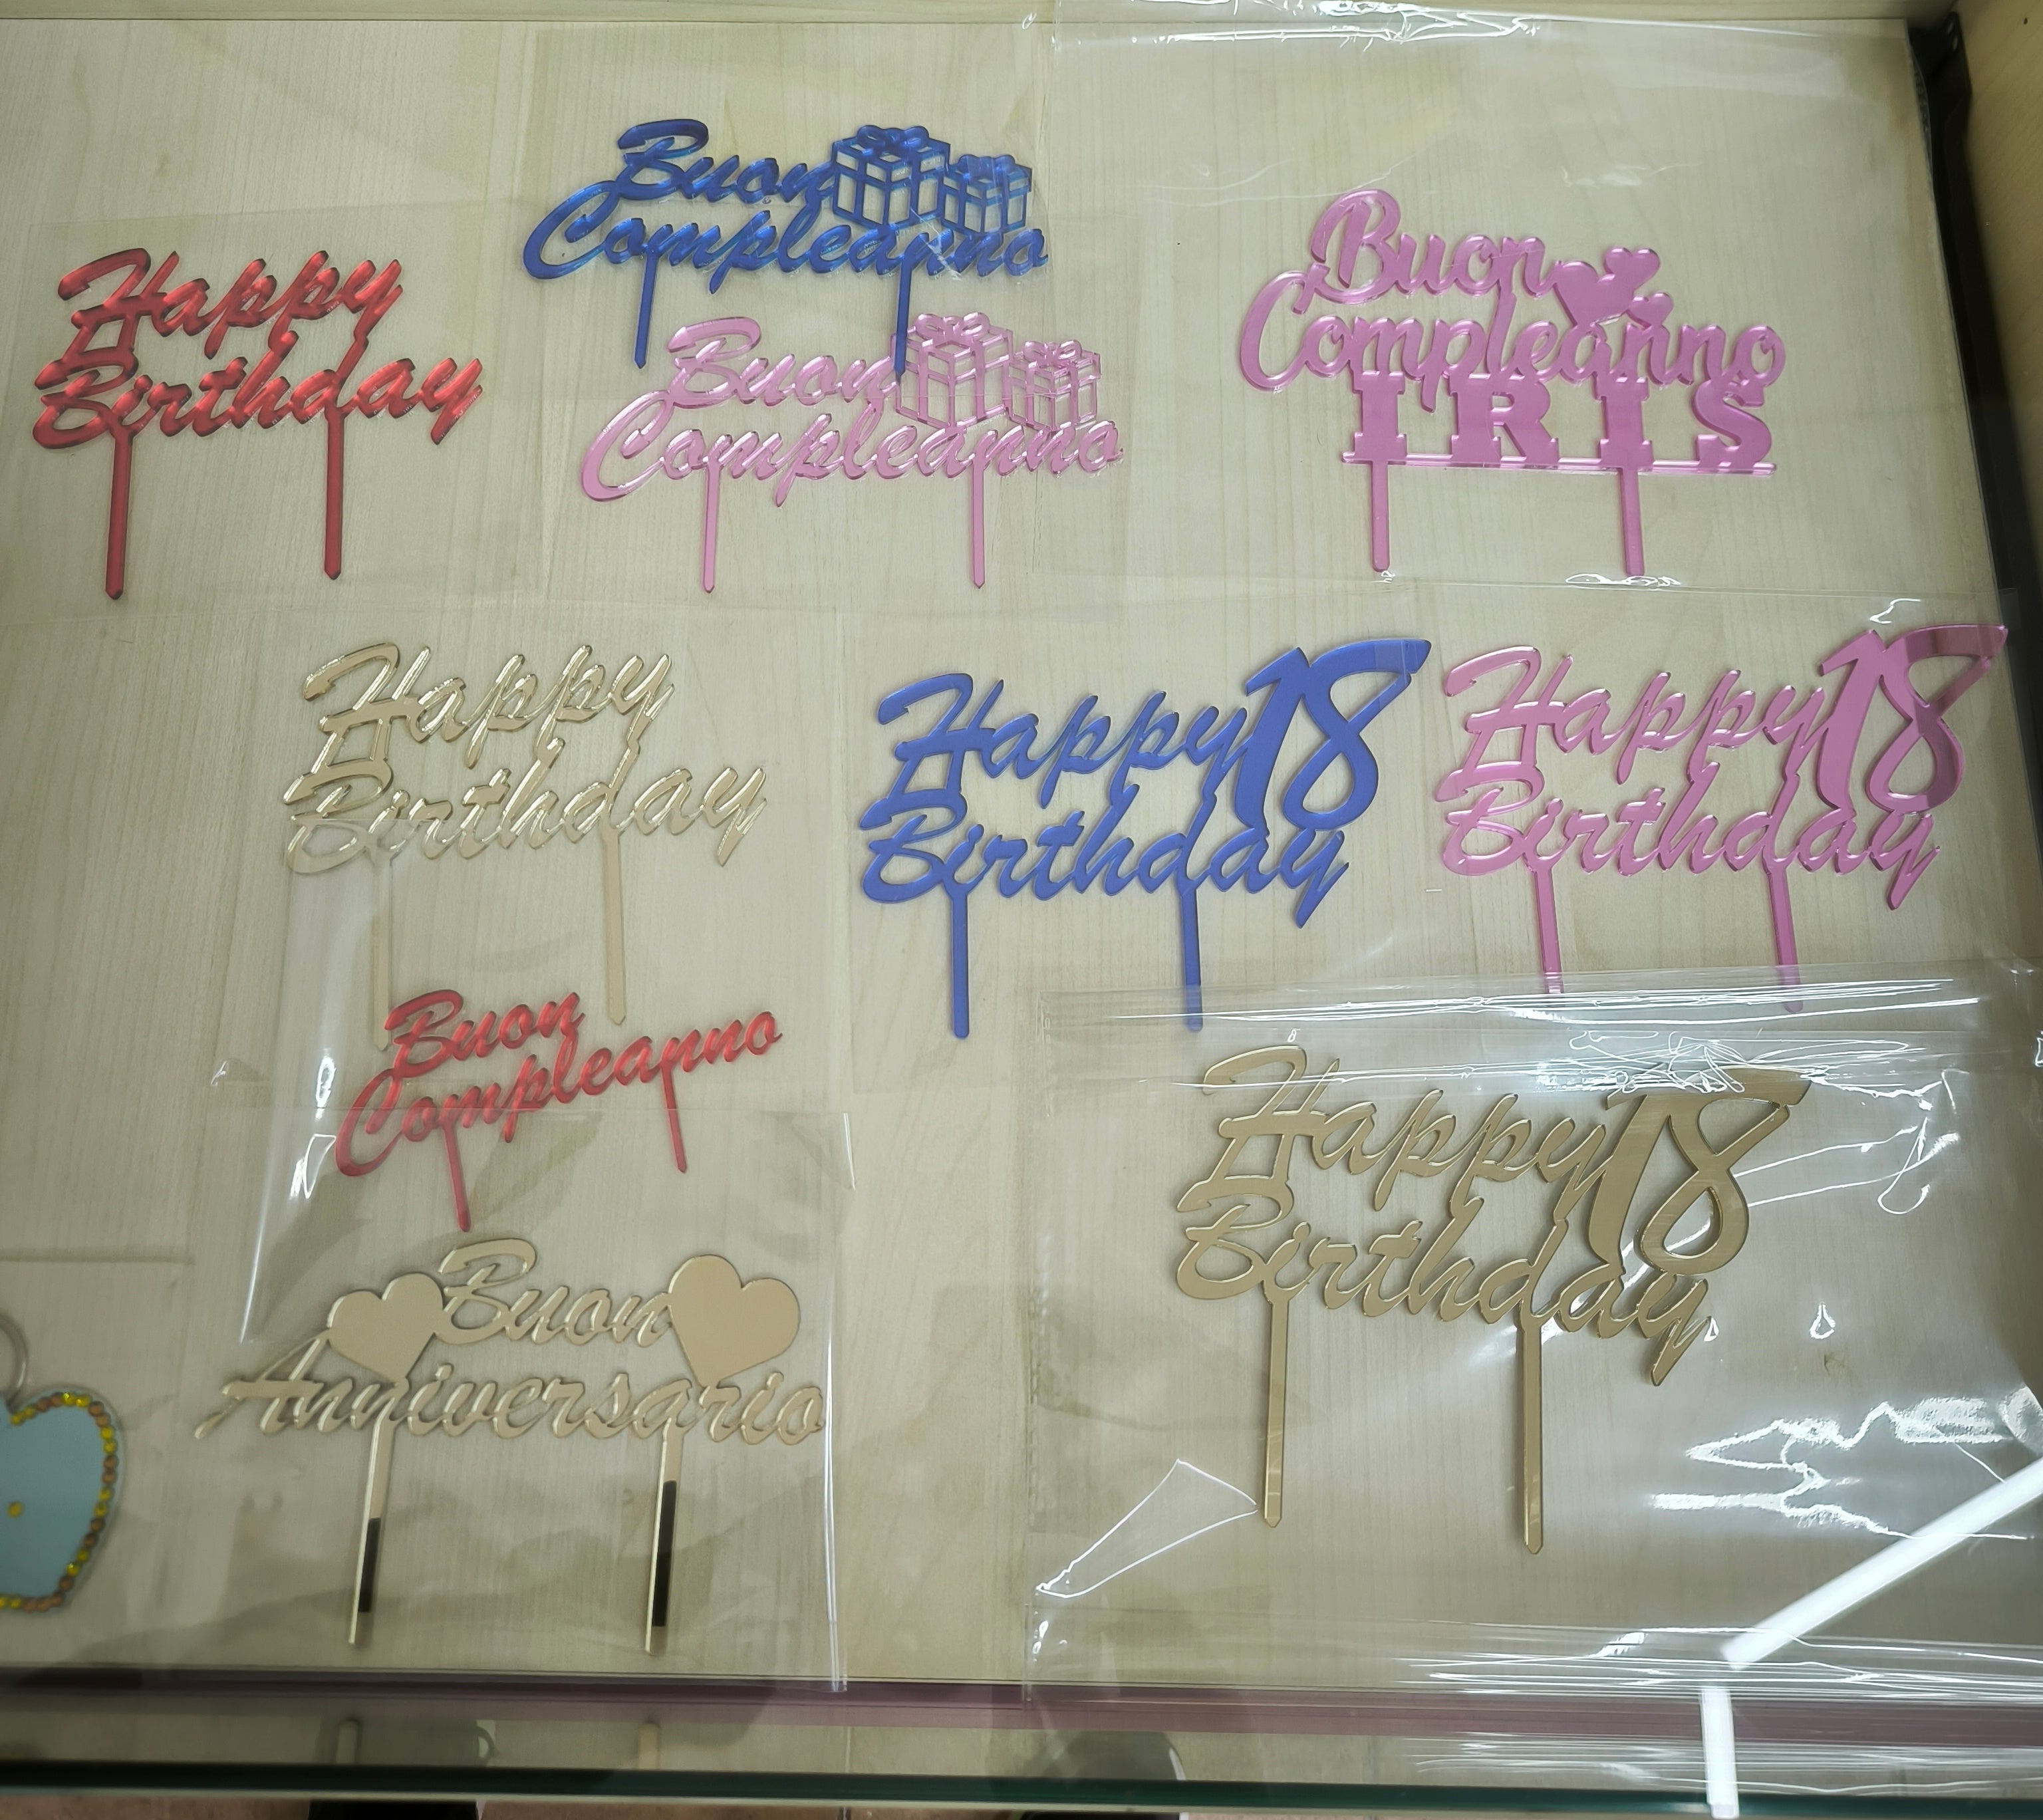 Happy
Birthday
Buon
Compleanno
Buon
Compleanno
Buon
Compleanno
IRIS
Happy
Birthday
Happy 18
Birthday
Happy 18
Birthday
Buon
Compleanno
Happy 18
Birthday
Buon
Anniversario